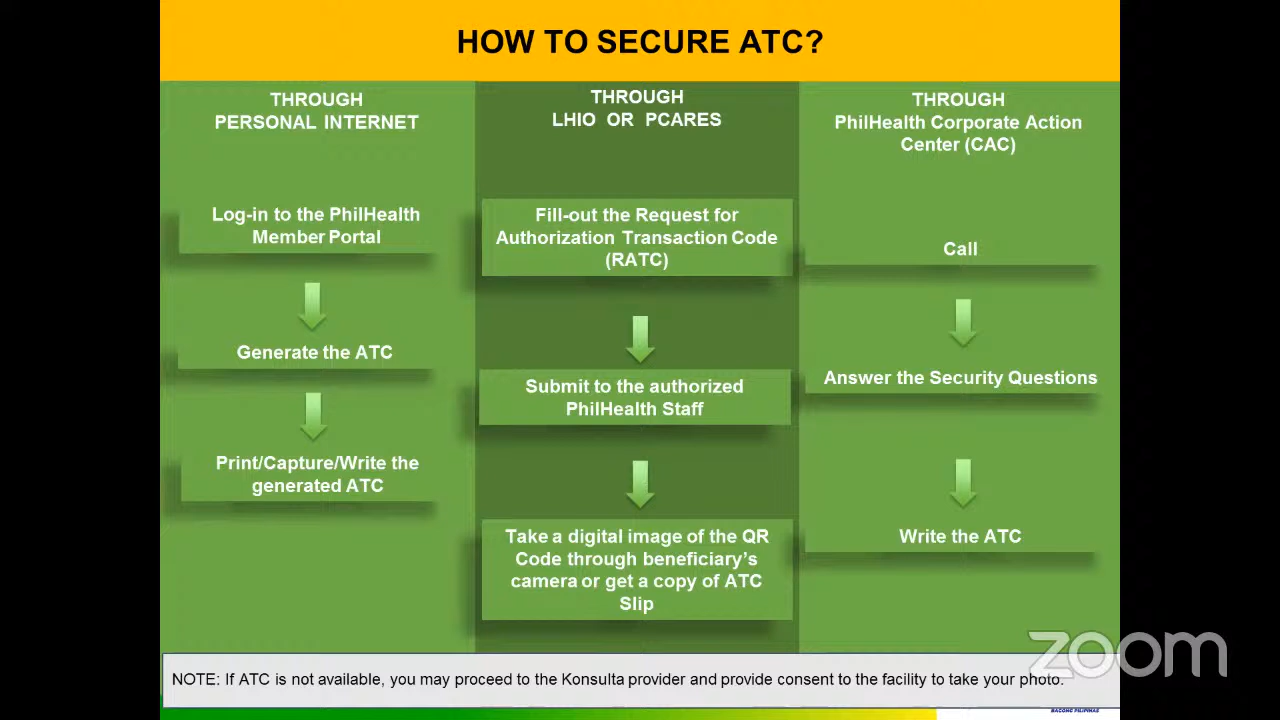 HOW TO SECURE ATC?
THROUGH
PERSONAL INTERNET
Log-in to the PhilHealth
Member Portal
Generate the ATC
Print/Capture/Write the
generated ATC
THROUGH
LHIO OR PCARES
Fill-out the Request for
Authorization Transaction Code
(RATC)
Submit to the authorized
PhilHealth Staff
Take a digital image of the QR
Code through beneficiary's
camera or get a copy of ATC
Slip
THROUGH
PhilHealth Corporate Action
Center (CAC)
Call
Answer the Security Questions
Write the ATC
zoom
NOTE: If ATC is not available, you may proceed to the Konsulta provider and provide consent to the facility to take your photo.
BAGONG PILIPINAS